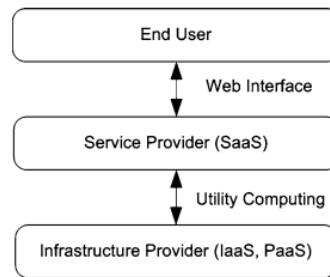 End User
Web Interface
Service Provider (SaaS)
Utility Computing
Infrastructure Provider (IaaS, PaaS)